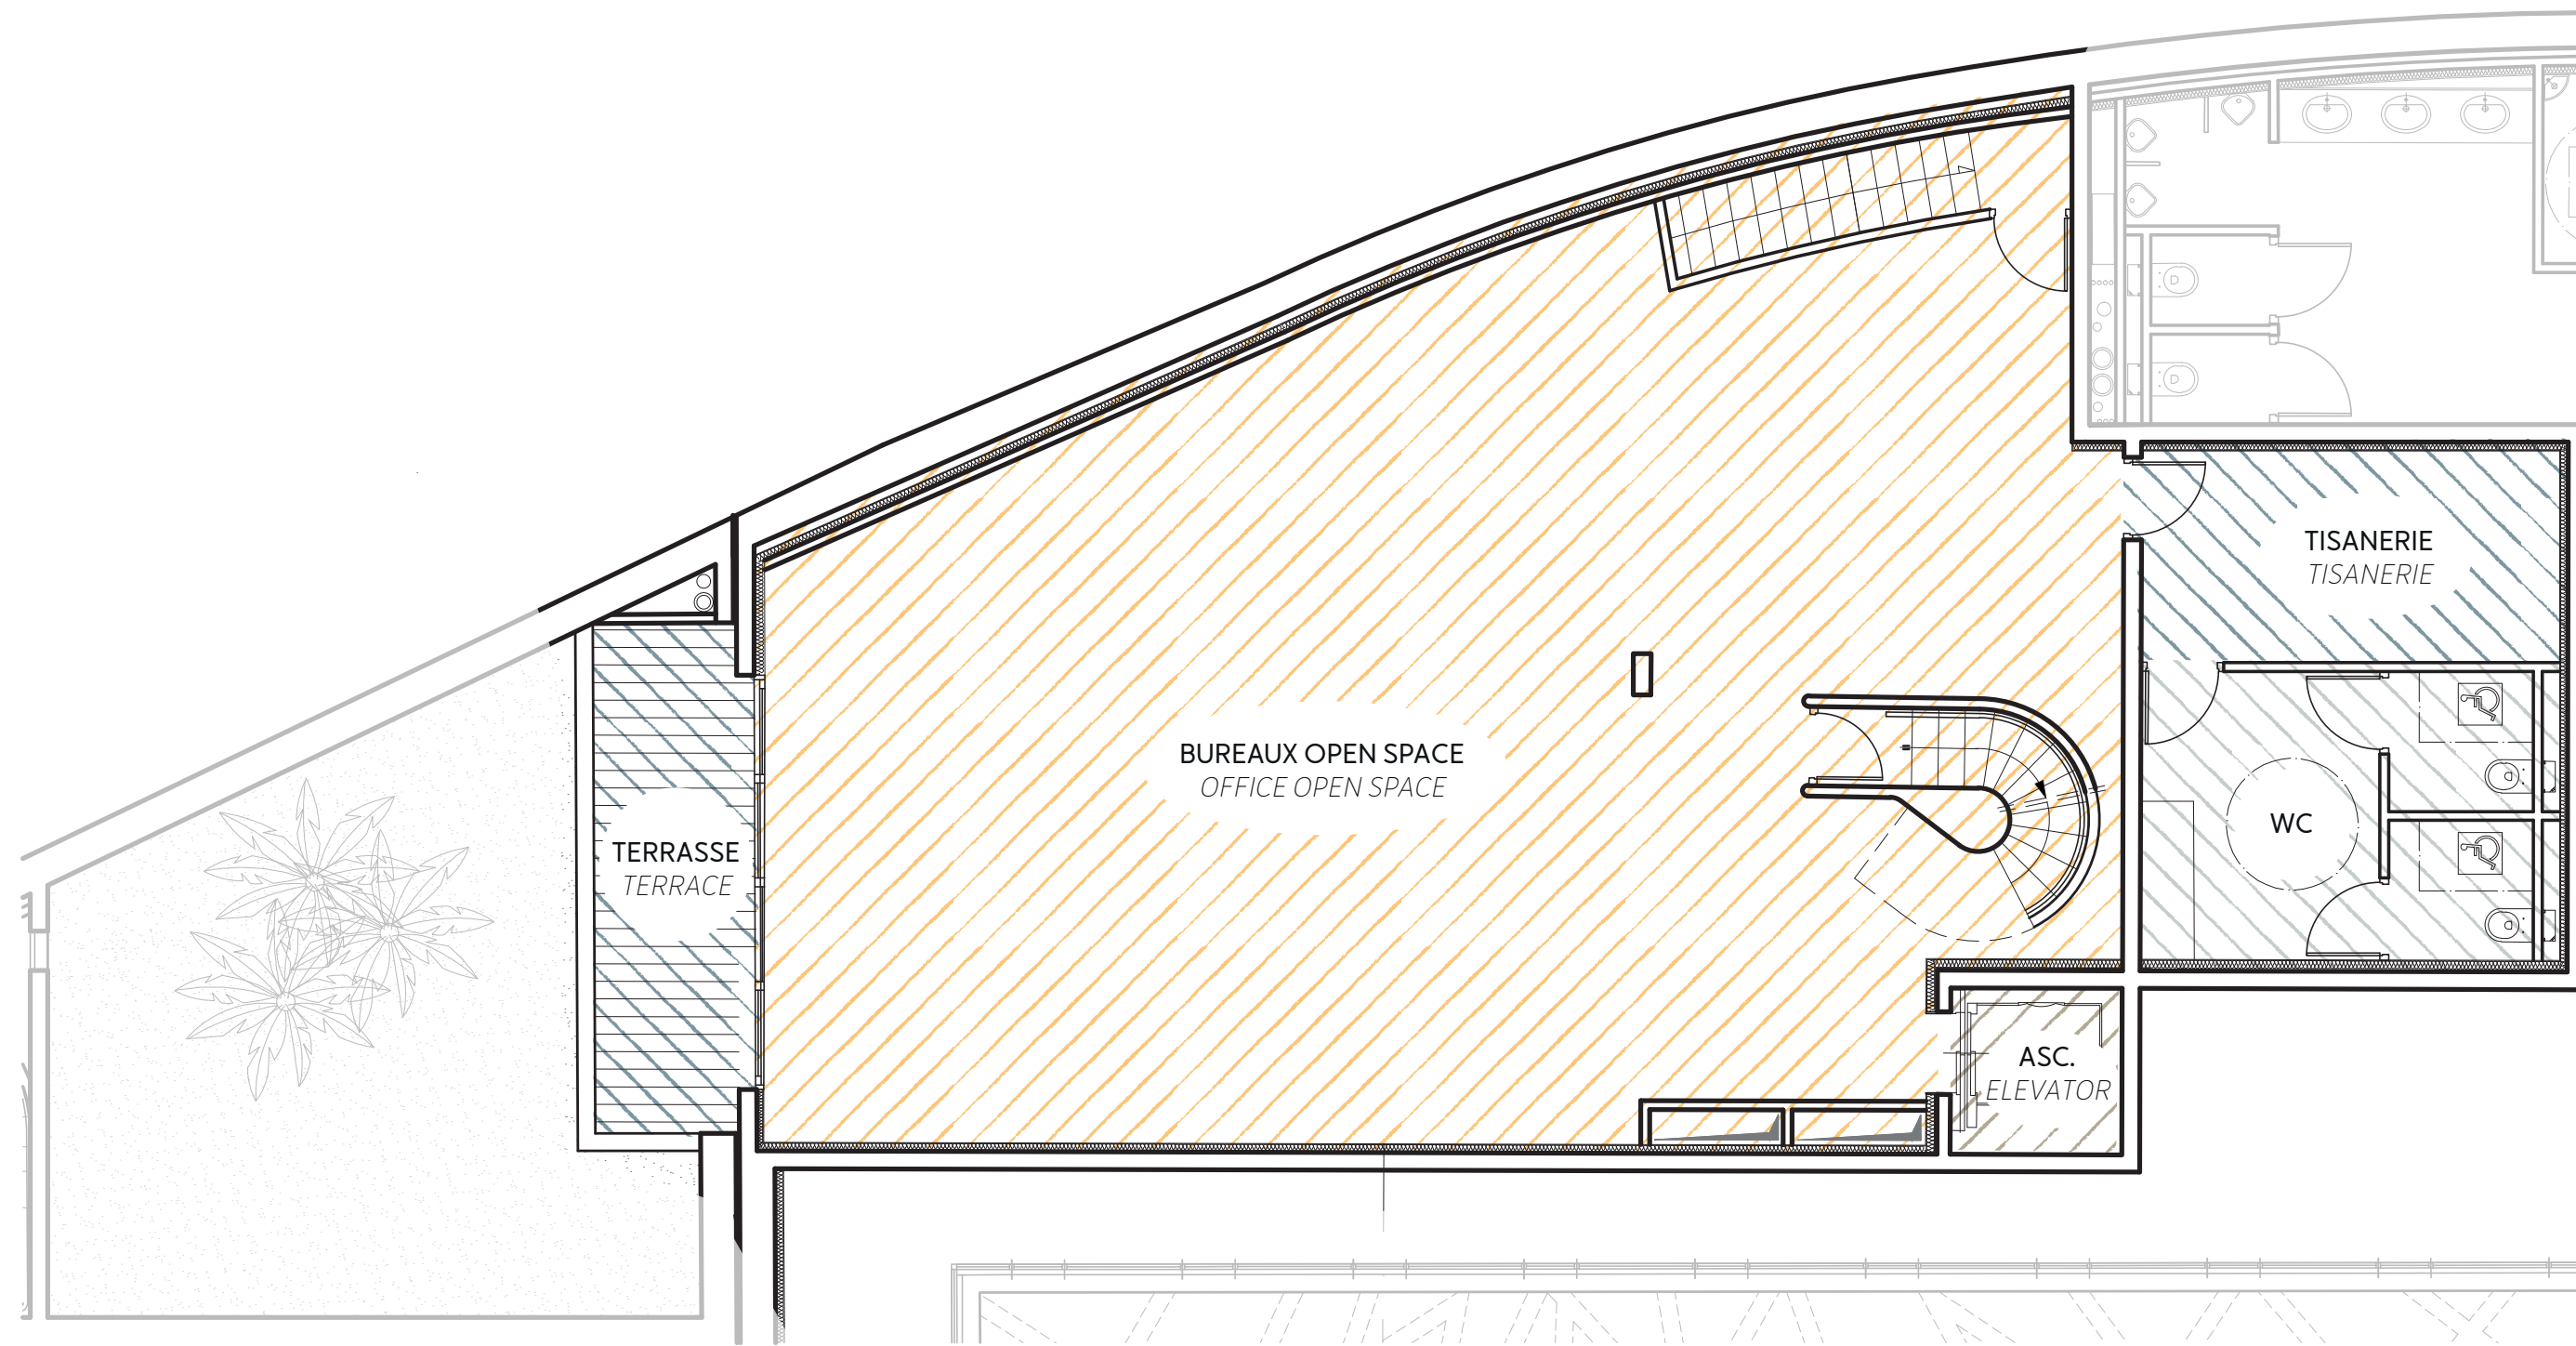 TISANERIE
TISANERIE
BUREAUX OPEN SPACE
OFFICE OPEN SPACE
TERRASSE
TERRACE
WC
ASC.
ELEVATOR